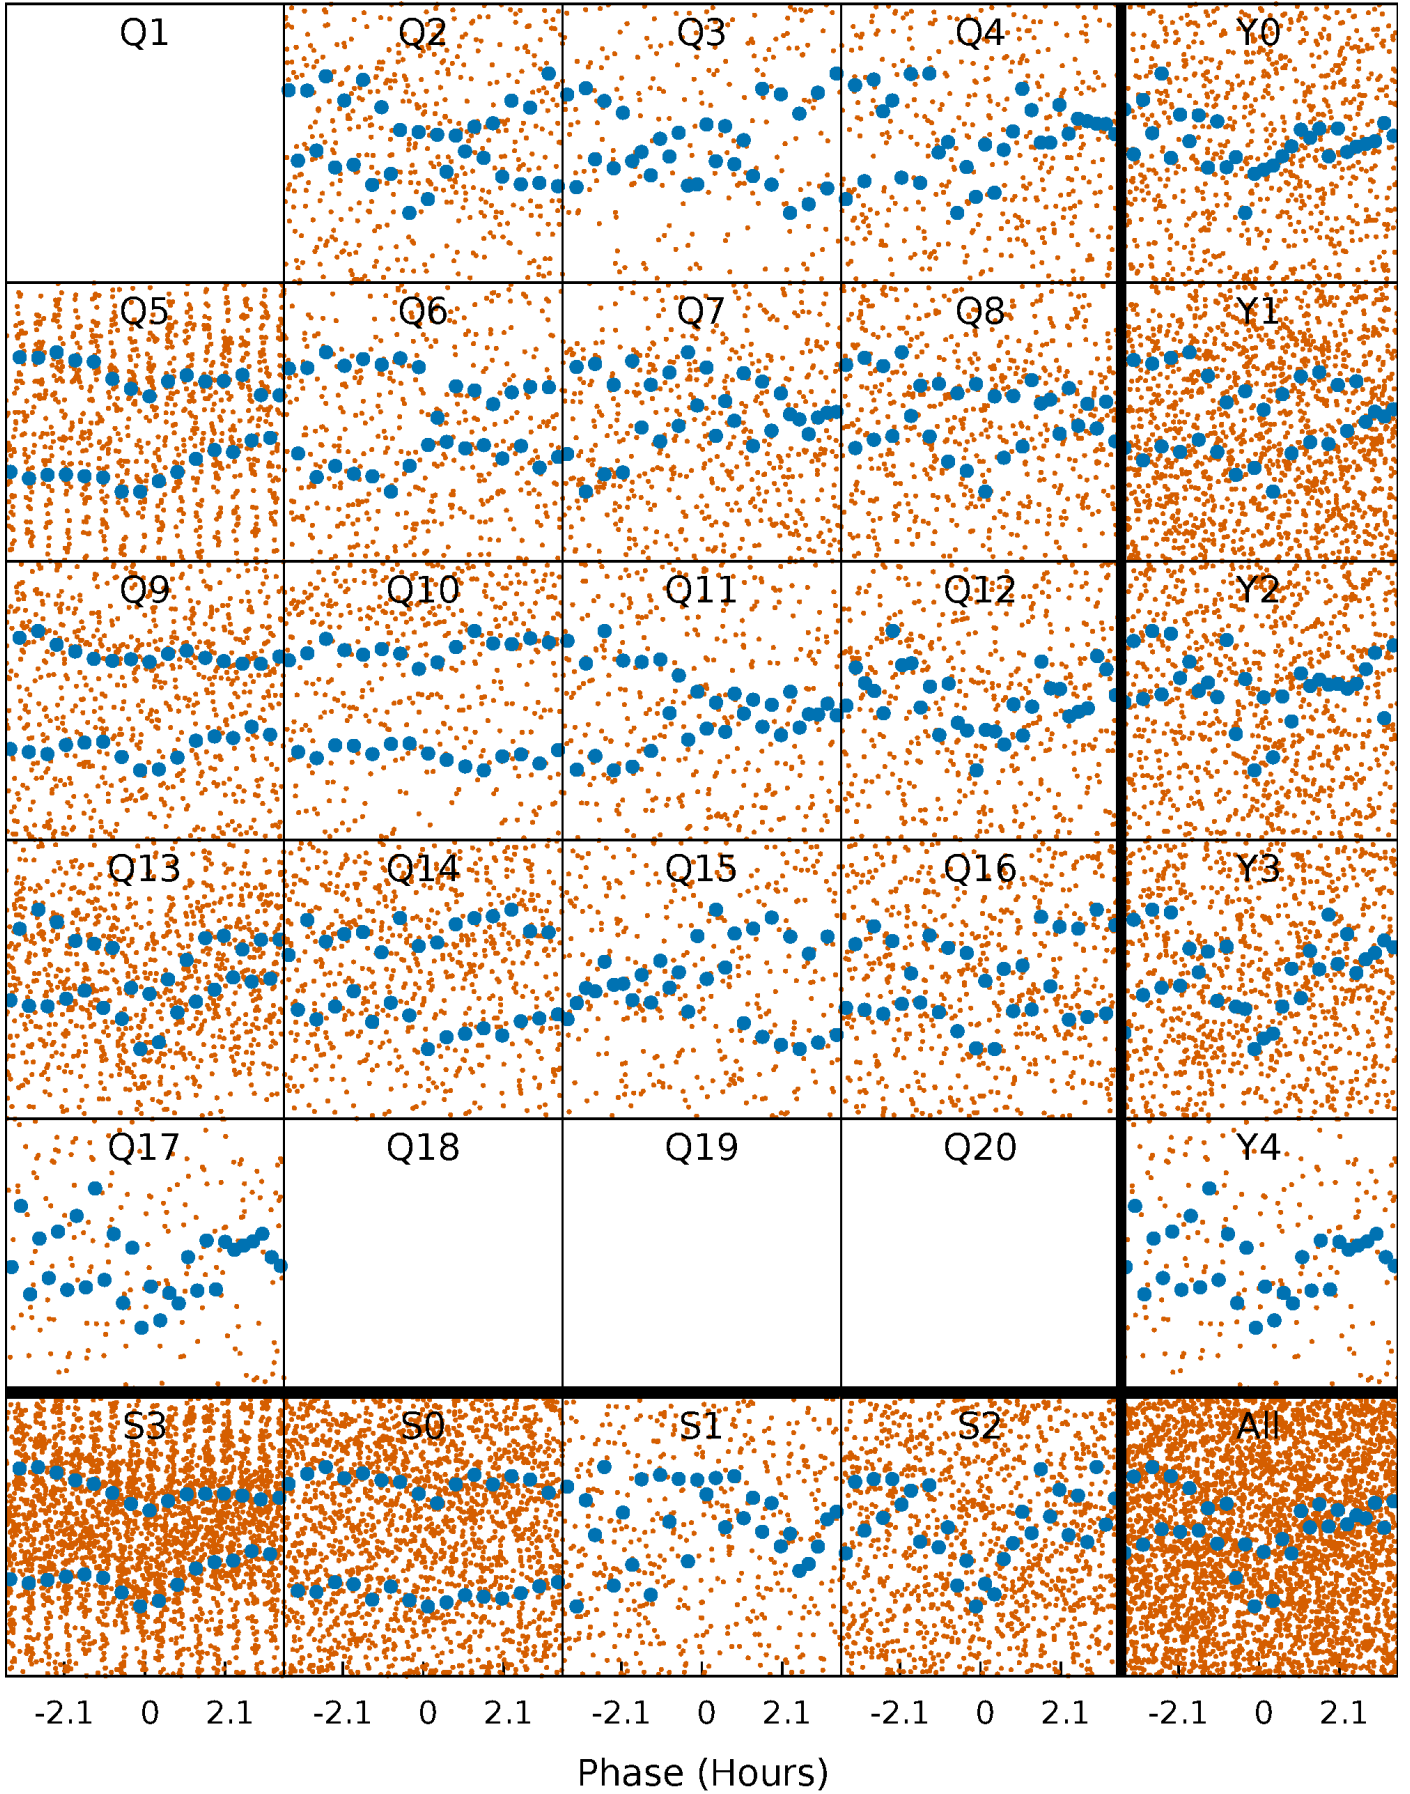 Q1 Q2 Q3 Q4 Y0
Q5 Q6 Q7 Q8 Y1
Q9 Q10 Q11 Q12 Y2
Q13 Q14 Q15 Q16 Y3
Q17 Q18 Q19 Q20 Y4
S3 S0 S1 S2 All
-2.1 0 2.1 -2.1 0 2.1 -2.1 0 2.1 -2.1 0 2.1 -2.1 0 2.1
Phase (Hours)